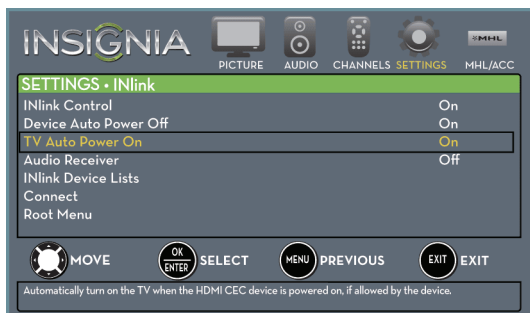 INSIGNIA
PICTURE AUDIO CHANNELS SETTINGS MHL MHL/ACC
SETTINGS • INlink
INlink Control On
Device Auto Power Off On
TV Auto Power On On
Audio Receiver Off
INlink Device Lists
Connect
Root Menu
MOVE OK ENTER SELECT MENU PREVIOUS EXIT EXIT
Automatically turn on the TV when the HDMI CEC device is powered on, if allowed by the device.